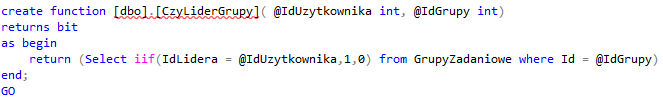 create function [dbo].[CzyLiderGrupy]( @IdUzytkownika int, @IdGrupy int)
returns bit
as begin
    return (Select iif(IdLidera = @IdUzytkownika,1,0) from GrupyZadaniowe where Id = @IdGrupy)
end;
GO